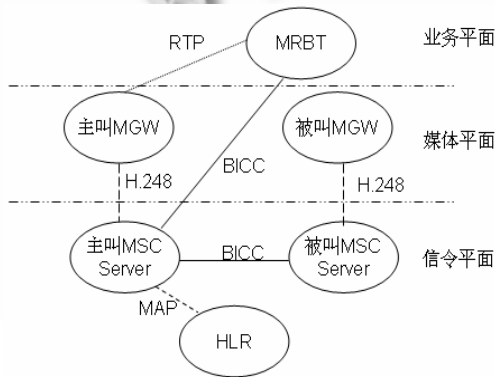 RTP
MRBT
业务平面
主叫MGW
被叫MGW
媒体平面
BICC
H.248
H.248
主叫MSC
Server
BICC
被叫MSC
Server
信令平面
MAP
HLR